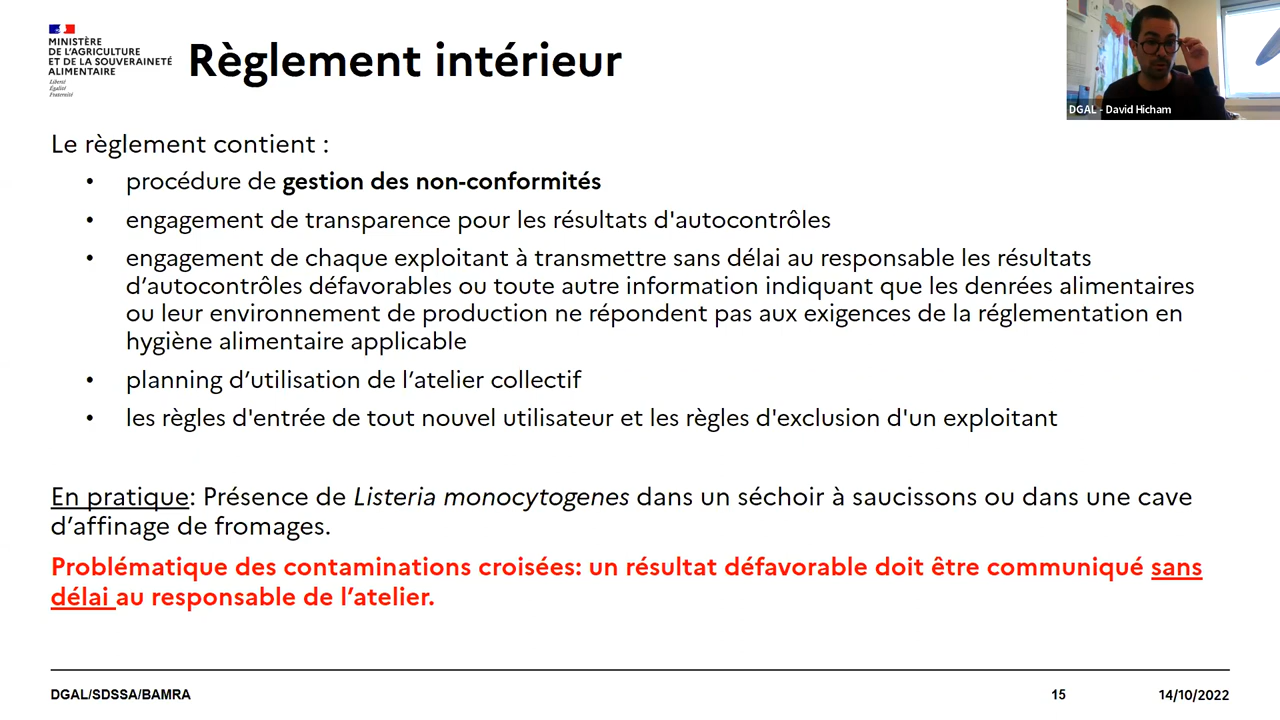 MINISTÈRE
DE L'AGRICULTURE
ET DE LA SOUVERAINETÉ
ALIMENTAIRE
Liberté
Égalité
Fraternité
Règlement intérieur
DGAL - David Hicham
Le règlement contient :
• procédure de gestion des non-conformités
• engagement de transparence pour les résultats d'autocontrôles
• engagement de chaque exploitant à transmettre sans délai au responsable les résultats
d’autocontrôles défavorables ou toute autre information indiquant que les denrées alimentaires
ou leur environnement de production ne répondent pas aux exigences de la réglementation en
hygiène alimentaire applicable
• planning d’utilisation de l’atelier collectif
• les règles d'entrée de tout nouvel utilisateur et les règles d'exclusion d'un exploitant
En pratique: Présence de Listeria monocytogenes dans un séchoir à saucissons ou dans une cave
d’affinage de fromages.
Problématique des contaminations croisées: un résultat défavorable doit être communiqué sans
délai au responsable de l’atelier.
DGAL/SDSSA/BAMRA
15
14/10/2022